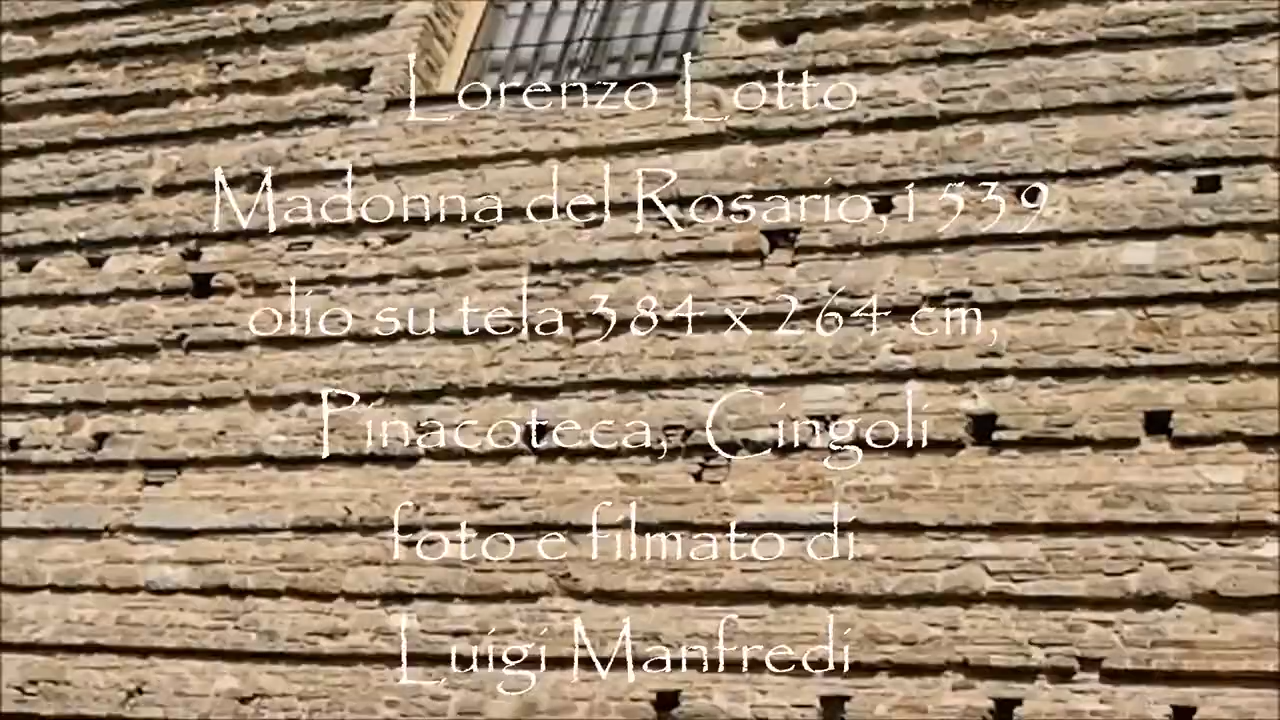 Lorenzo Lotto
Madonna del Rosario,1539
olio su tela 384 x 264 cm,
Pinacoteca, Cingoli
foto e filmato di
Luigi Manfredi